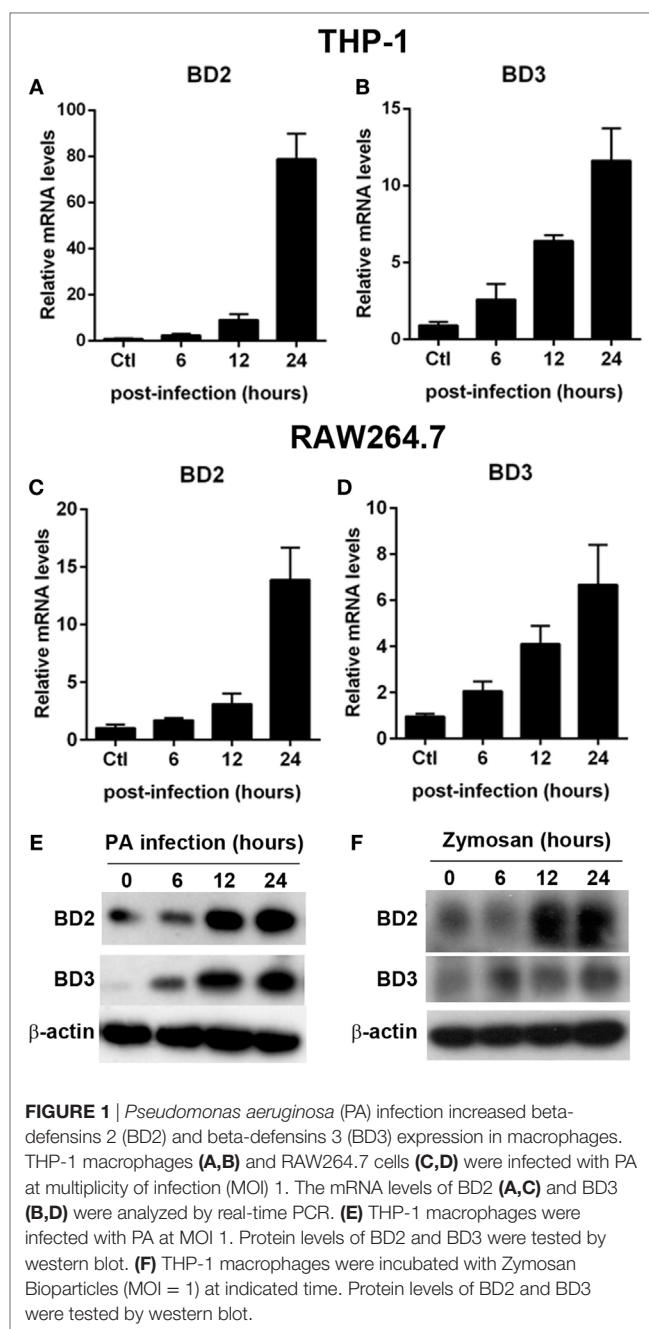 THP-1
BD2
BD3
A
B
Relative mRNA levels
100
80
60
40
20
0
Ctl 6 12 24
post-infection (hours)
Relative mRNA levels
15
10
5
0
Ctl 6 12 24
post-infection (hours)
RAW264.7
BD2
BD3
C
D
Relative mRNA levels
20
15
10
5
0
Ctl 6 12 24
post-infection (hours)
Relative mRNA levels
8
6
4
2
0
Ctl 6 12 24
post-infection (hours)
E PA infection (hours)
0 6 12 24
BD2
BD3
β-actin
F Zymosan (hours)
0 6 12 24
BD2
BD3
β-actin
FIGURE 1 | Pseudomonas aeruginosa (PA) infection increased beta-
defensins 2 (BD2) and beta-defensins 3 (BD3) expression in macrophages.
THP-1 macrophages (A,B) and RAW264.7 cells (C,D) were infected with PA
at multiplicity of infection (MOI) 1. The mRNA levels of BD2 (A,C) and BD3
(B,D) were analyzed by real-time PCR. (E) THP-1 macrophages were
infected with PA at MOI 1. Protein levels of BD2 and BD3 were tested by
western blot. (F) THP-1 macrophages were incubated with Zymosan
Bioparticles (MOI = 1) at indicated time. Protein levels of BD2 and BD3
were tested by western blot.